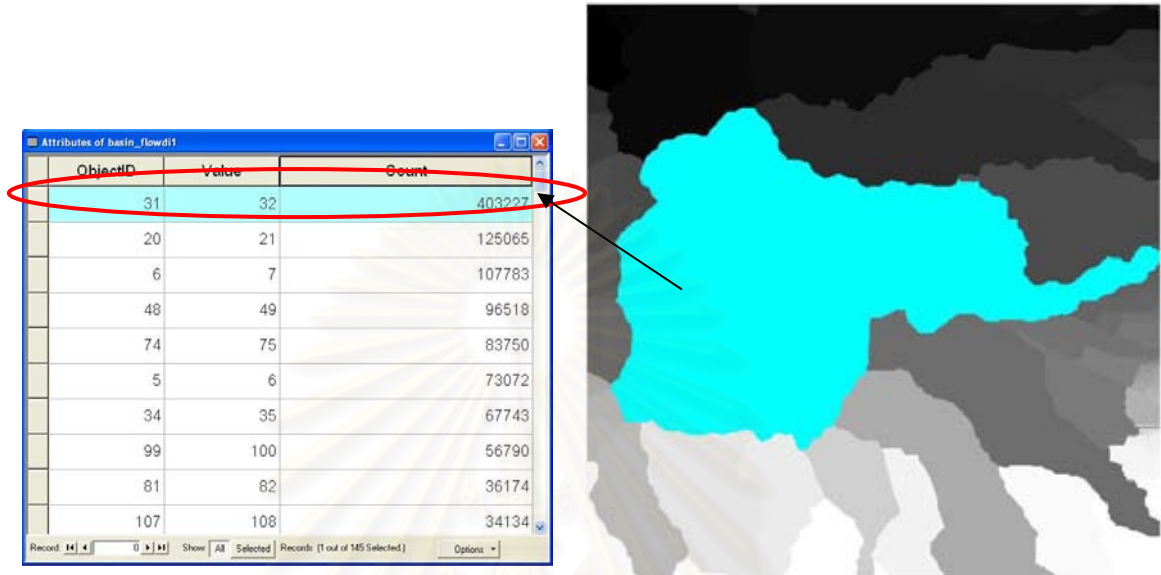 Attributes of basin_flowdi1
ObjectID Value Count
31 32 403227
20 21 125065
6 7 107783
48 49 96518
74 75 83750
5 6 73072
34 35 67743
99 100 56790
81 82 36174
107 108 34134
Record: 0 Show: All Selected Records (1 out of 145 Selected.) Options